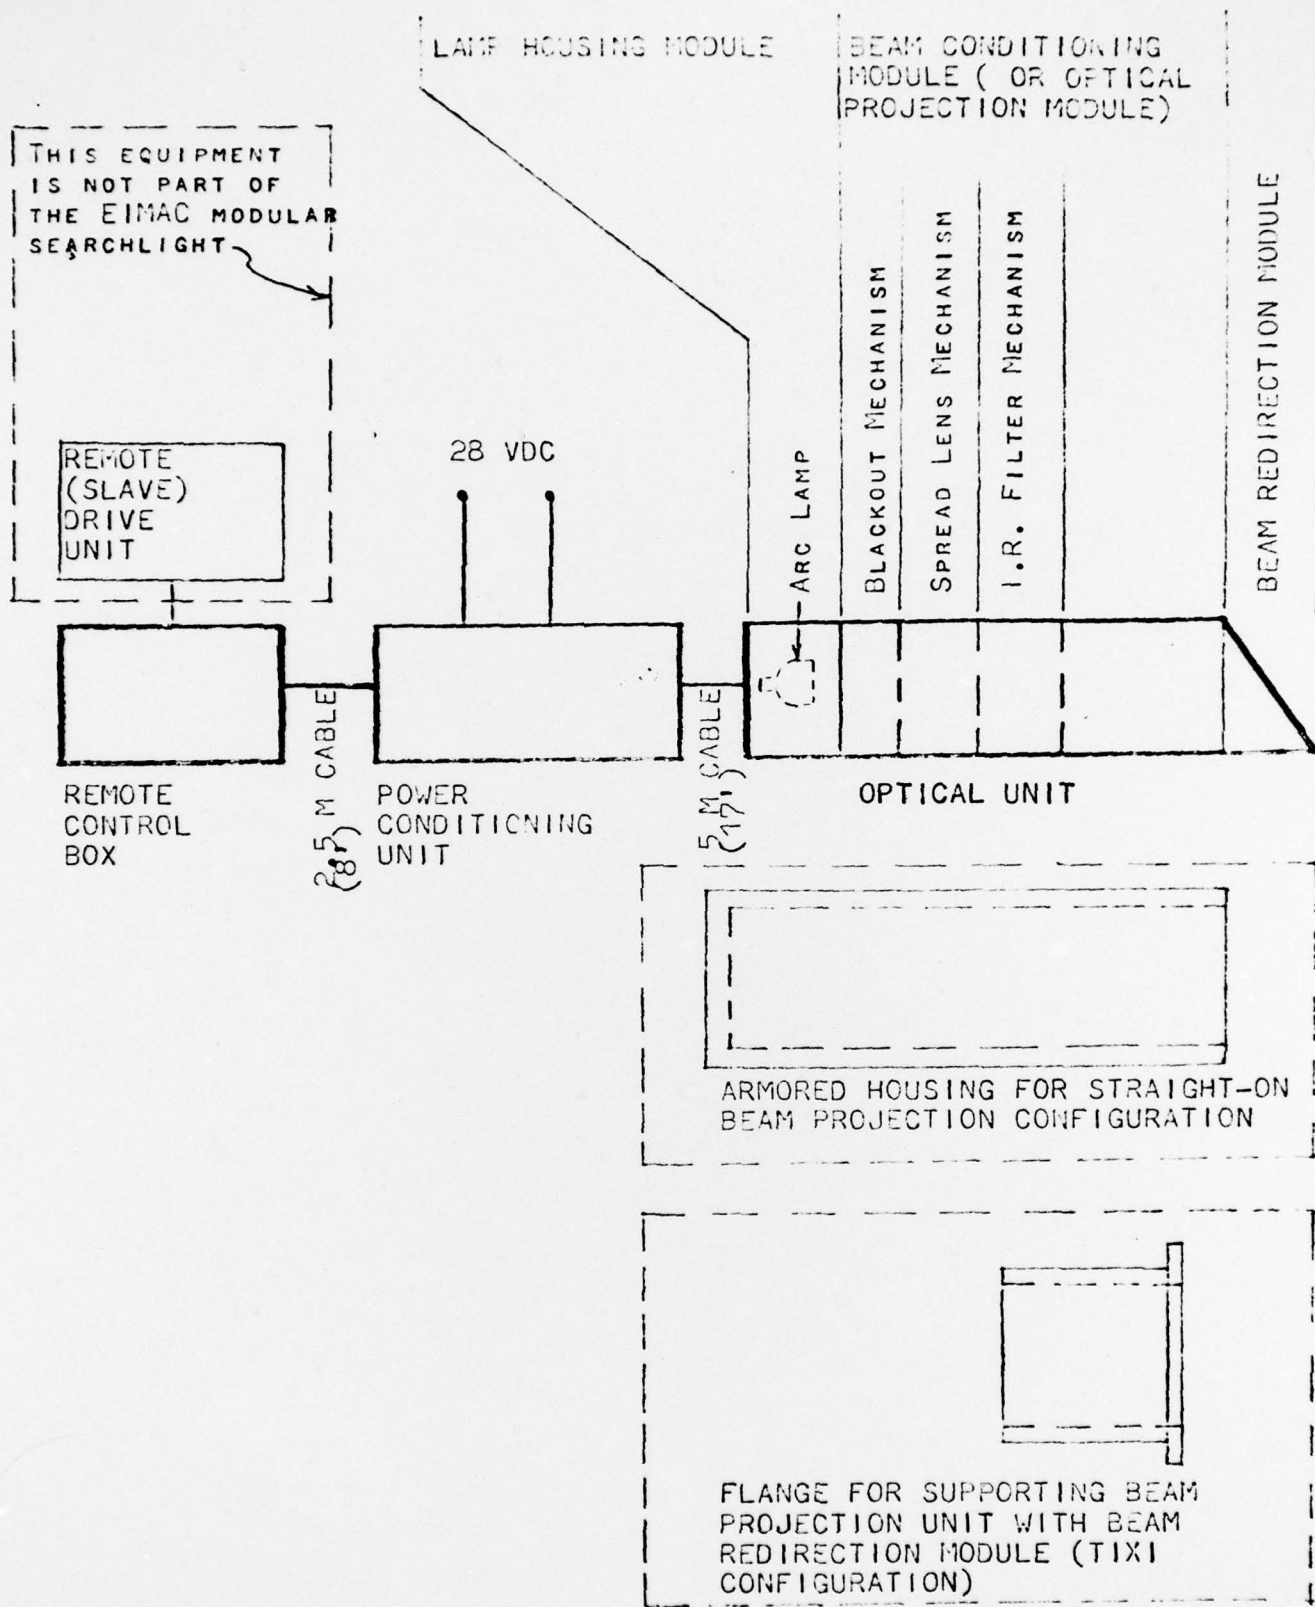 LAMP HOUSING MODULE
BEAM CONDITIONING
MODULE ( OR OPTICAL
PROJECTION MODULE)
THIS EQUIPMENT
IS NOT PART OF
THE EIMAC MODULAR
SEARCHLIGHT
REMOTE
(SLAVE)
DRIVE
UNIT
28 VDC
ARC LAMP
BLACKOUT MECHANISM
SPREAD LENS MECHANISM
I.R. FILTER MECHANISM
BEAM REDIRECTION MODULE
REMOTE
CONTROL
BOX
2.5 M CABLE
(8')
POWER
CONDITIONING
UNIT
5 M CABLE
(17')
OPTICAL UNIT
ARMORED HOUSING FOR STRAIGHT-ON
BEAM PROJECTION CONFIGURATION
FLANGE FOR SUPPORTING BEAM
PROJECTION UNIT WITH BEAM
REDIRECTION MODULE (TIXI
CONFIGURATION)